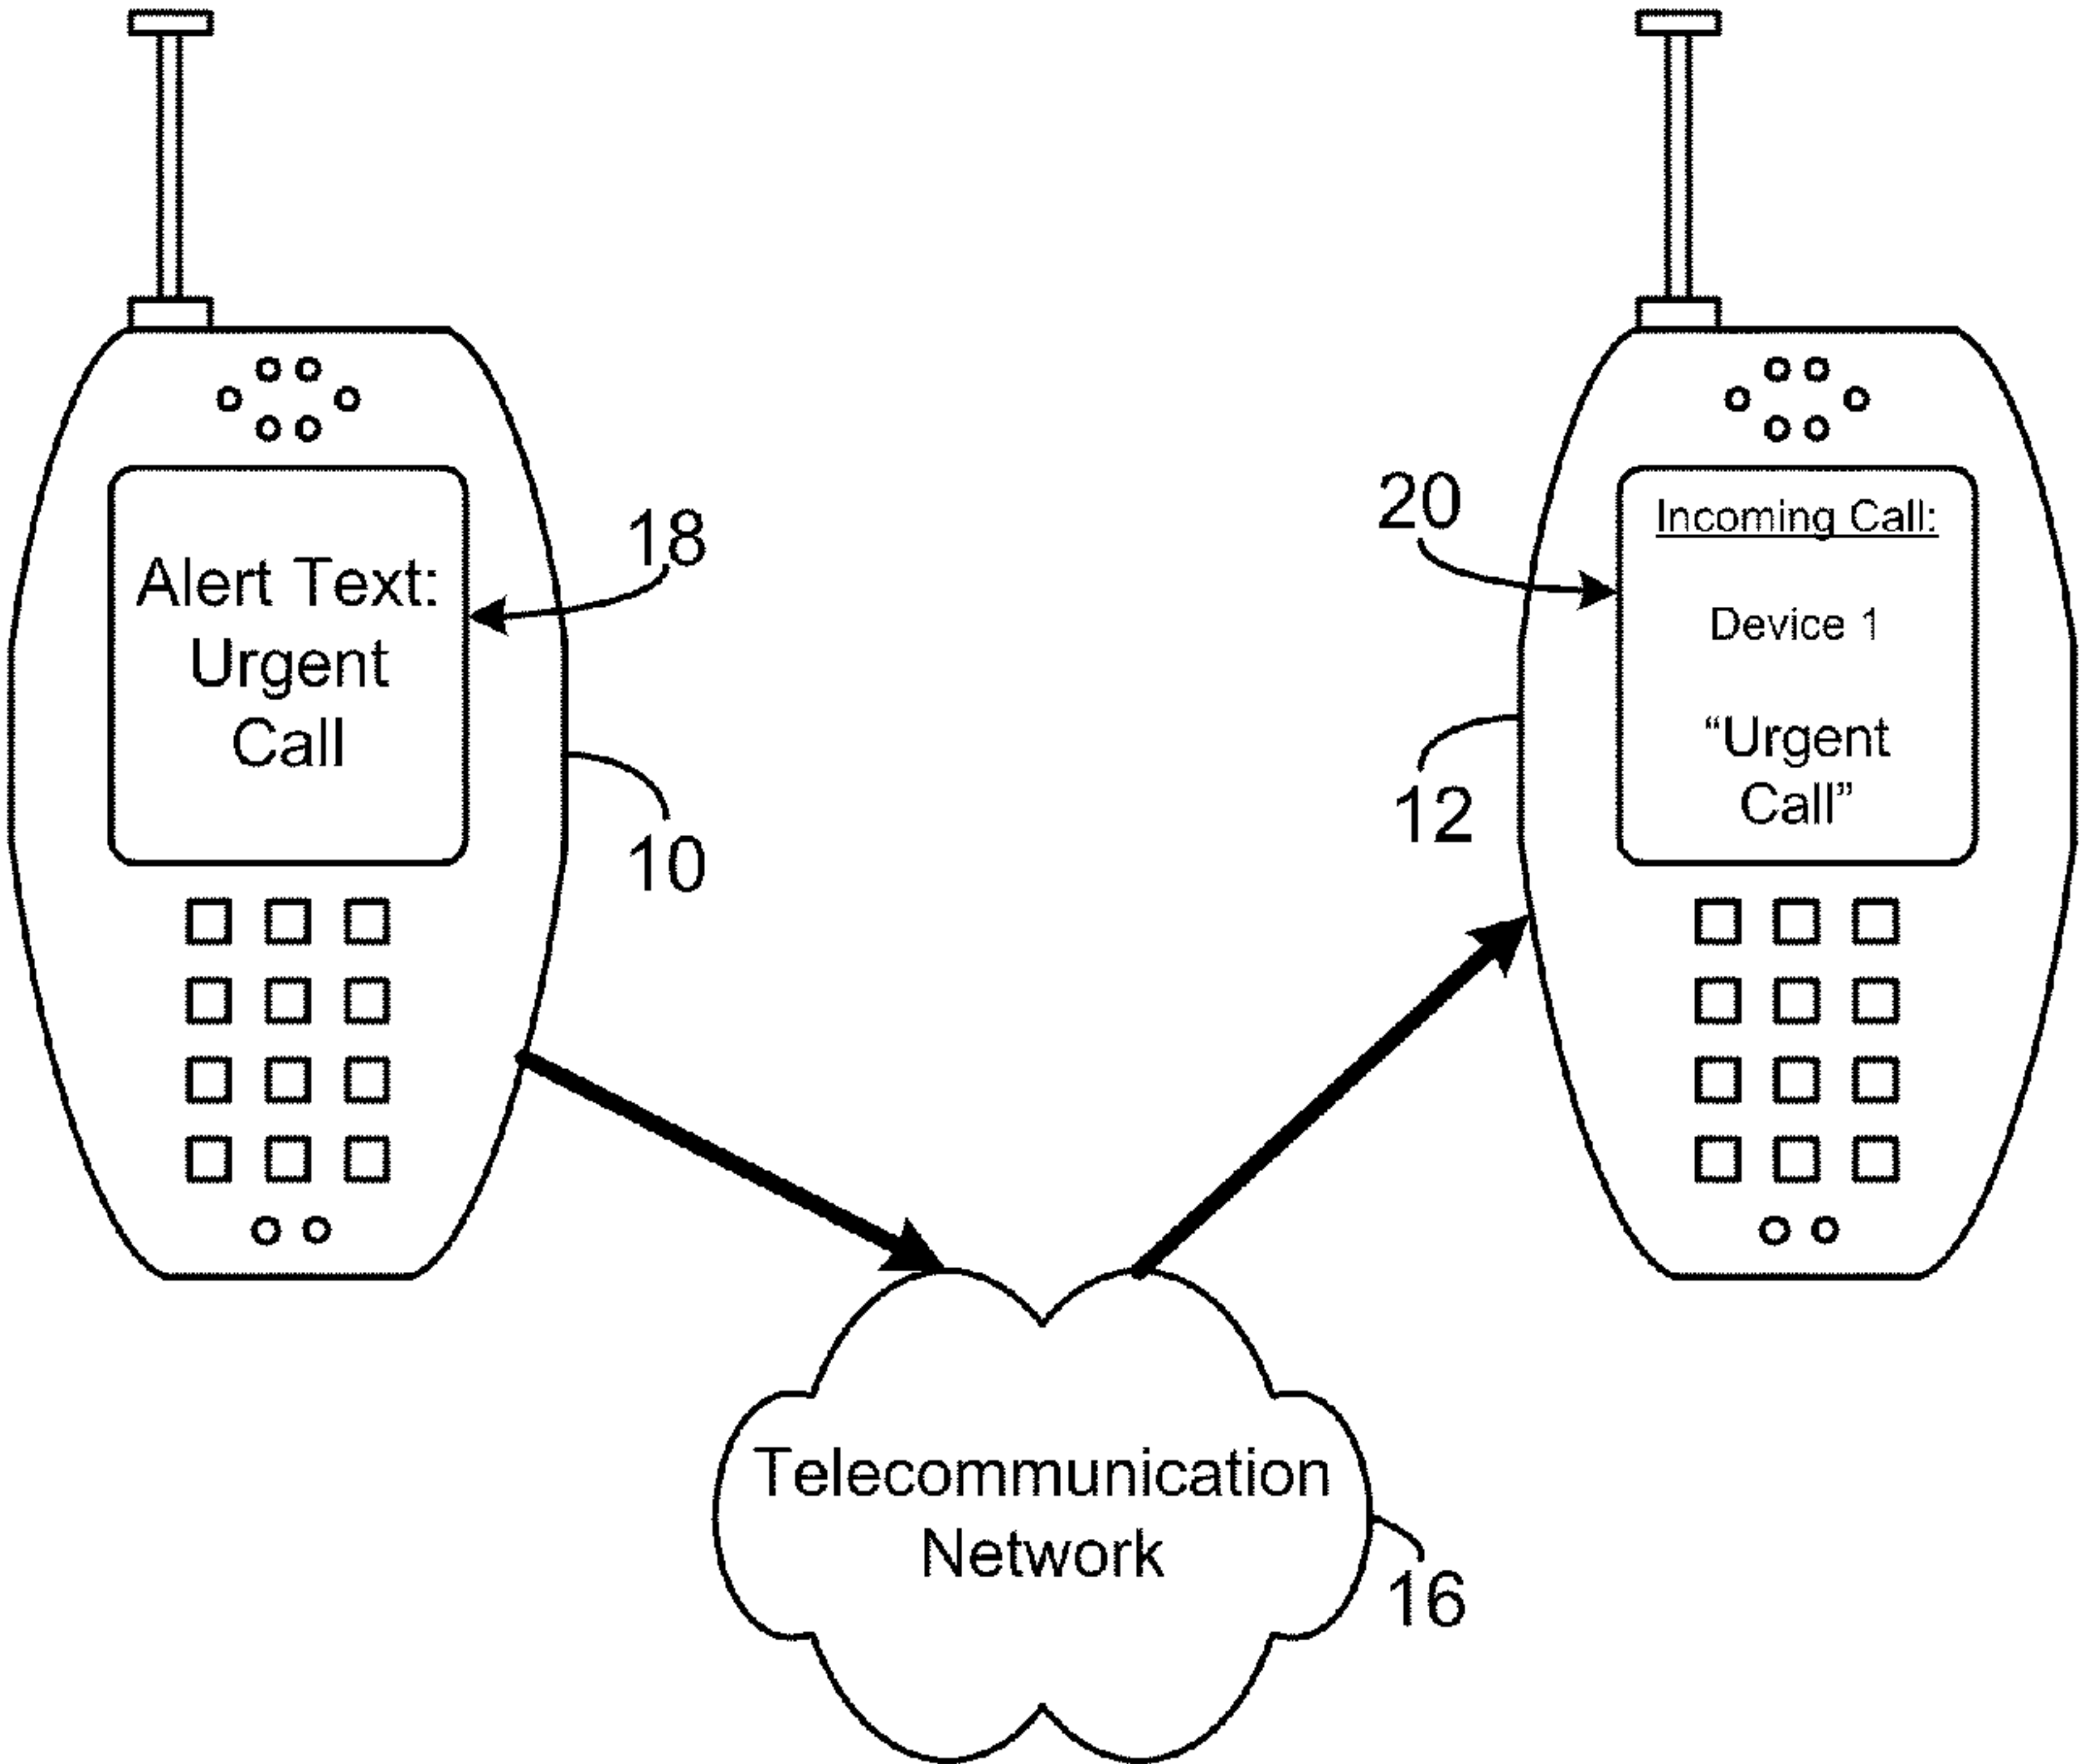 Alert Text:
Urgent
Call
18
10
20
Incoming Call:
Device 1
“Urgent
Call”
12
Telecommunication
Network
16